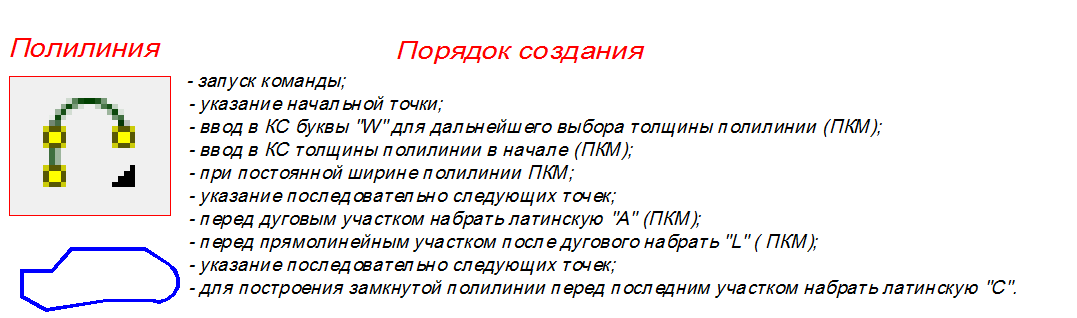 Полилиния
Порядок создания
- запуск команды;
- указание начальной точки;
- ввод в КС буквы "W" для дальнейшего выбора толщины полилинии (ПКМ);
- ввод в КС толщины полилинии в начале (ПКМ);
- при постоянной ширине полилинии ПКМ;
- указание последовательно следующих точек;
- перед дуговым участком набрать латинскую "А" (ПКМ);
- перед прямолинейным участком после дугового набрать "L" ( ПКМ);
- указание последовательно следующих точек;
- для построения замкнутой полилинии перед последним участком набрать латинскую "С".